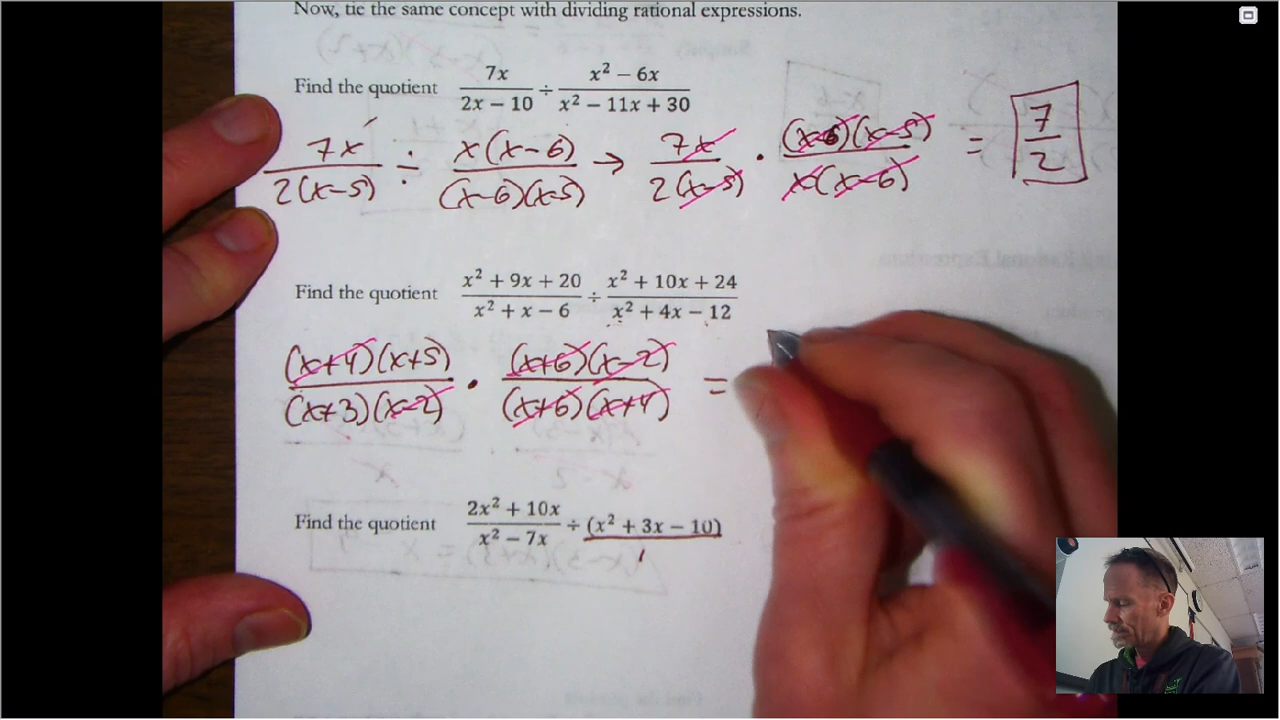 Now, tie the same concept with dividing rational expressions.
Find the quotient 7x/(2x − 10) ÷ (x² − 6x)/(x² − 11x + 30)
7x/2(x−5) ÷ x(x−6)/(x−6)(x−5) → 7x/2(x−5) · (x−6)(x−5)/x(x−6) = 7/2
Find the quotient (x² + 9x + 20)/(x² + x − 6) ÷ (x² + 10x + 24)/(x² + 4x − 12)
(x+4)(x+5)/(x+3)(x−2) · (x+6)(x−2)/(x+6)(x+4) =
Find the quotient (2x² + 10x)/(x² − 7x) ÷ (x² + 3x − 10)/1